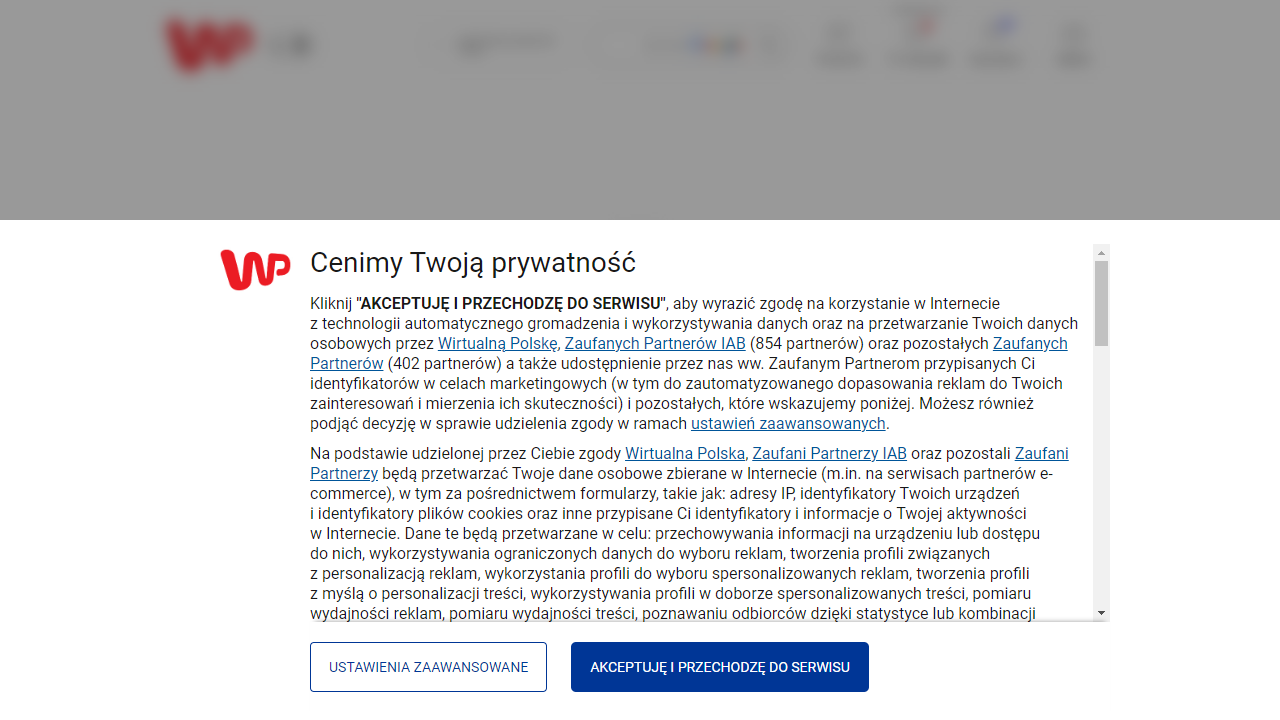 WP
Cenimy Twoją prywatność
Kliknij "AKCEPTUJĘ I PRZECHODZĘ DO SERWISU", aby wyrazić zgodę na korzystanie w Internecie
z technologii automatycznego gromadzenia i wykorzystywania danych oraz na przetwarzanie Twoich danych
osobowych przez Wirtualną Polskę, Zaufanych Partnerów IAB (854 partnerów) oraz pozostałych Zaufanych
Partnerów (402 partnerów) a także udostępnienie przez nas ww. Zaufanym Partnerom przypisanych Ci
identyfikatorów w celach marketingowych (w tym do zautomatyzowanego dopasowania reklam do Twoich
zainteresowań i mierzenia ich skuteczności) i pozostałych, które wskazujemy poniżej. Możesz również
podjąć decyzję w sprawie udzielenia zgody w ramach ustawień zaawansowanych.
Na podstawie udzielonej przez Ciebie zgody Wirtualna Polska, Zaufani Partnerzy IAB oraz pozostali Zaufani
Partnerzy będą przetwarzać Twoje dane osobowe zbierane w Internecie (m.in. na serwisach partnerów e-
commerce), w tym za pośrednictwem formularzy, takie jak: adresy IP, identyfikatory Twoich urządzeń
i identyfikatory plików cookies oraz inne przypisane Ci identyfikatory i informacje o Twojej aktywności
w Internecie. Dane te będą przetwarzane w celu: przechowywania informacji na urządzeniu lub dostępu
do nich, wykorzystywania ograniczonych danych do wyboru reklam, tworzenia profili związanych
z personalizacją reklam, wykorzystania profili do wyboru spersonalizowanych reklam, tworzenia profili
z myślą o personalizacji treści, wykorzystywania profili w doborze spersonalizowanych treści, pomiaru
wydajności reklam, pomiaru wydajności treści, poznawaniu odbiorców dzięki statystyce lub kombinacji
USTAWIENIA ZAAWANSOWANE
AKCEPTUJĘ I PRZECHODZĘ DO SERWISU